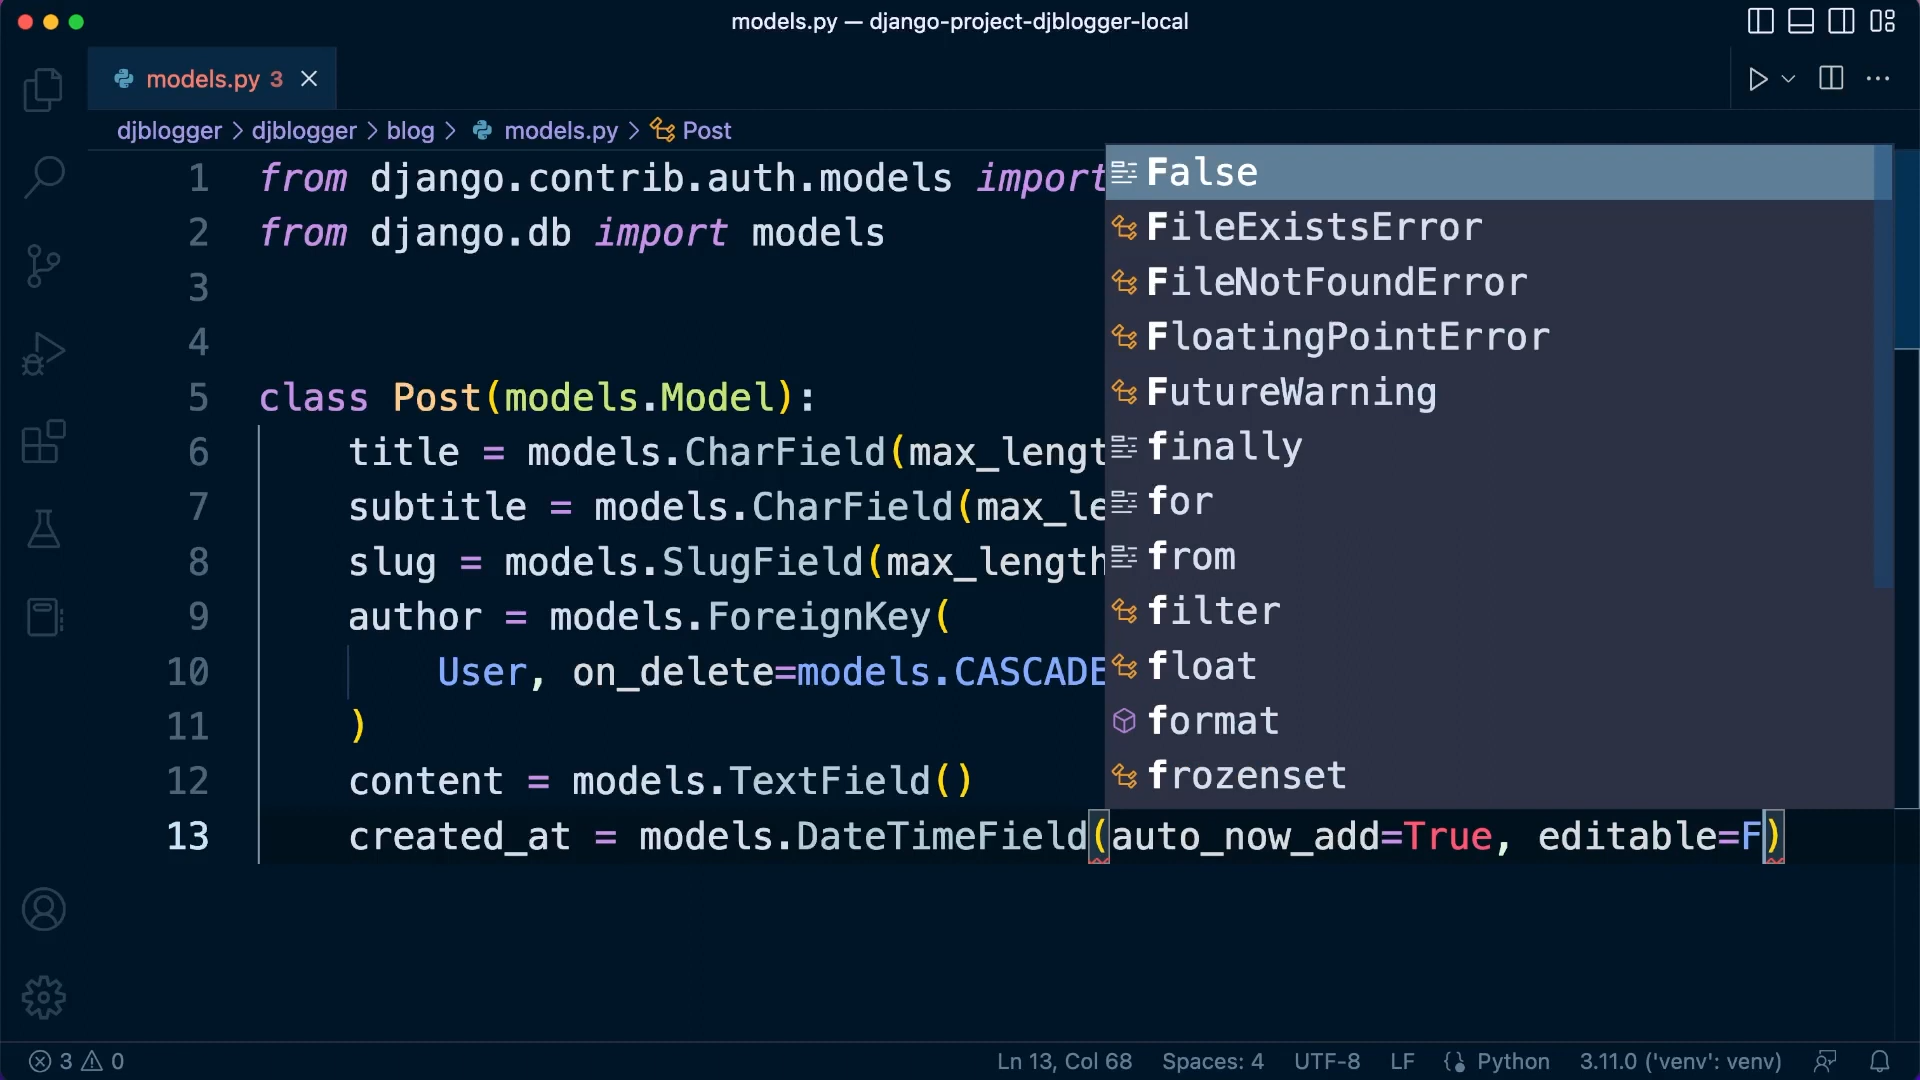 models.py — django-project-djblogger-local
models.py 3
djblogger > djblogger > blog > models.py > Post
1 from django.contrib.auth.models import
2 from django.db import models
3
4
5 class Post(models.Model):
6 title = models.CharField(max_lengt
7 subtitle = models.CharField(max_le
8 slug = models.SlugField(max_length
9 author = models.ForeignKey(
10 User, on_delete=models.CASCADE
11 )
12 content = models.TextField()
13 created_at = models.DateTimeField(auto_now_add=True, editable=F)
False
FileExistsError
FileNotFoundError
FloatingPointError
FutureWarning
finally
for
from
filter
float
format
frozenset
3 0 Ln 13, Col 68 Spaces: 4 UTF-8 LF Python 3.11.0 ('venv': venv)